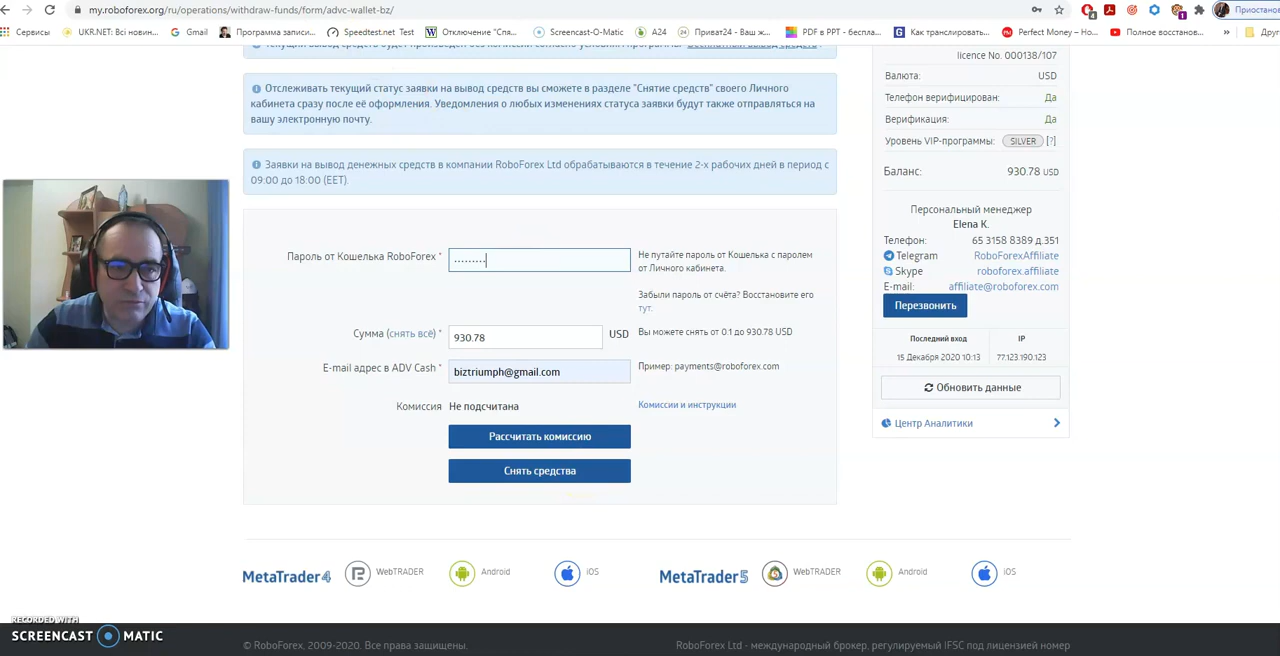 my.roboforex.org/ru/operations/withdraw-funds/form/advc-wallet-bz/
4
1
Приостанов
Сервисы
UKR.NET: Всі новин...
Gmail
Программа записи...
Speedtest.net Test
Отключение "Спя...
Screencast-O-Matic
A24
Приват24 - Ваш ж...
PDF в PPT - беспла...
Как транслировать...
Perfect Money – Но...
Полное восстанов...
»
Друг
Отслеживать текущий статус заявки на вывод средств вы сможете в разделе "Снятие средств" своего Личного
кабинета сразу после её оформления. Уведомления о любых изменениях статуса заявки будут также отправляться на
вашу электронную почту.
Заявки на вывод денежных средств в компании RoboForex Ltd обрабатываются в течение 2-х рабочих дней в период с
09:00 до 18:00 (EET).
Пароль от Кошелька RoboForex *
.........
Не путайте пароль от Кошелька с паролем
от Личного кабинета.
Забыли пароль от счёта? Восстановите его
тут.
Сумма (снять всё) *
930.78
USD
Вы можете снять от 0.1 до 930.78 USD
E-mail адрес в ADV Cash *
biztriumph@gmail.com
Пример: payments@roboforex.com
Комиссия
Не подсчитана
Комиссии и инструкции
Рассчитать комиссию
Снять средства
licence No. 000138/107
Валюта: USD
Телефон верифицирован: Да
Верификация: Да
Уровень VIP-программы: SILVER [?]
Баланс: 930.78 USD
Персональный менеджер
Elena K.
Телефон: 65 3158 8389 д.351
Telegram RoboForexAffiliate
Skype roboforex.affiliate
E-mail: affiliate@roboforex.com
Перезвонить
Последний вход IP
15 Декабря 2020 10:13 77.123.190.123
Обновить данные
Центр Аналитики
MetaTrader4
WebTRADER
Android
iOS
MetaTrader5
WebTRADER
Android
iOS
RECORDED WITH
SCREENCAST MATIC
© RoboForex, 2009-2020. Все права защищены.
RoboForex Ltd - международный брокер, регулируемый IFSC под лицензией номер